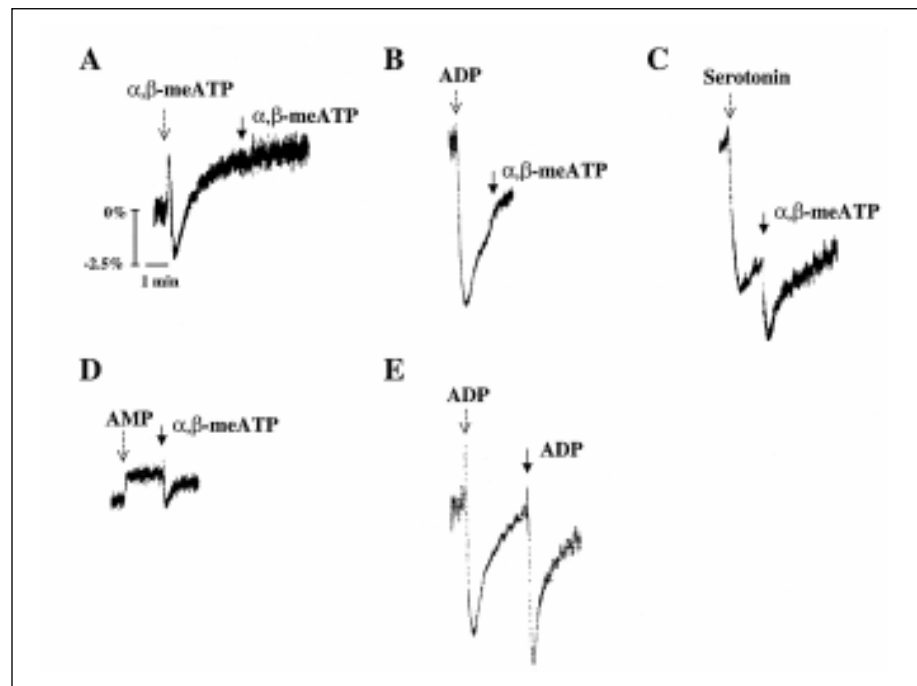 A
α,β-meATP
α,β-meATP
0%
-2.5%
1 min
B
ADP
α,β-meATP
C
Serotonin
α,β-meATP
D
AMP
α,β-meATP
E
ADP
ADP